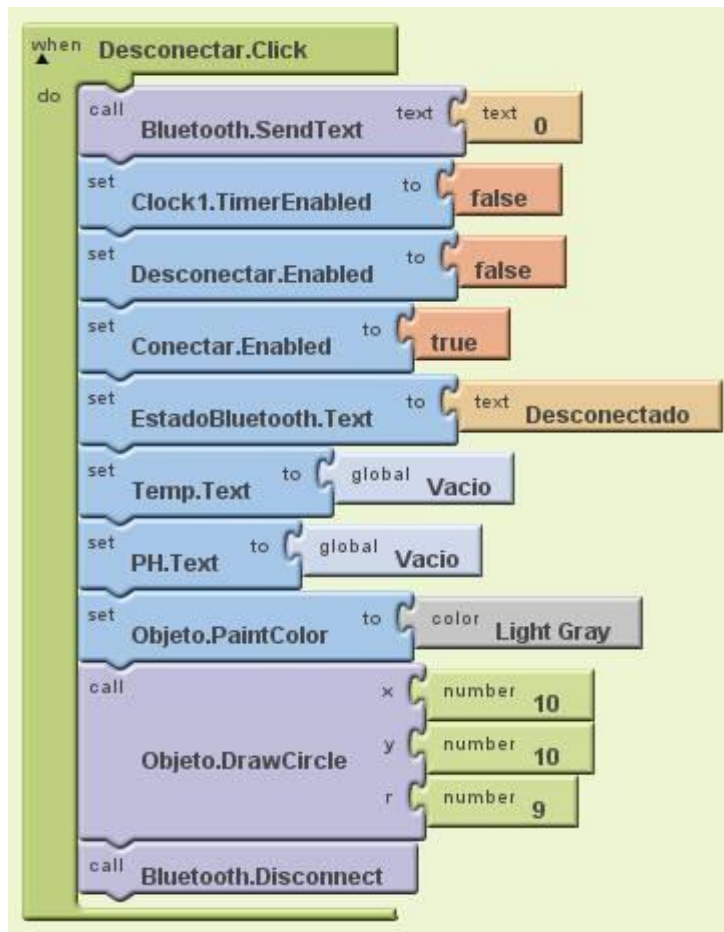 when Desconectar.Click
do
call Bluetooth.SendText text text 0
set Clock1.TimerEnabled to false
set Desconectar.Enabled to false
set Conectar.Enabled to true
set EstadoBluetooth.Text to text Desconectado
set Temp.Text to global Vacio
set PH.Text to global Vacio
set Objeto.PaintColor to color Light Gray
call Objeto.DrawCircle x number 10
y number 10
r number 9
call Bluetooth.Disconnect